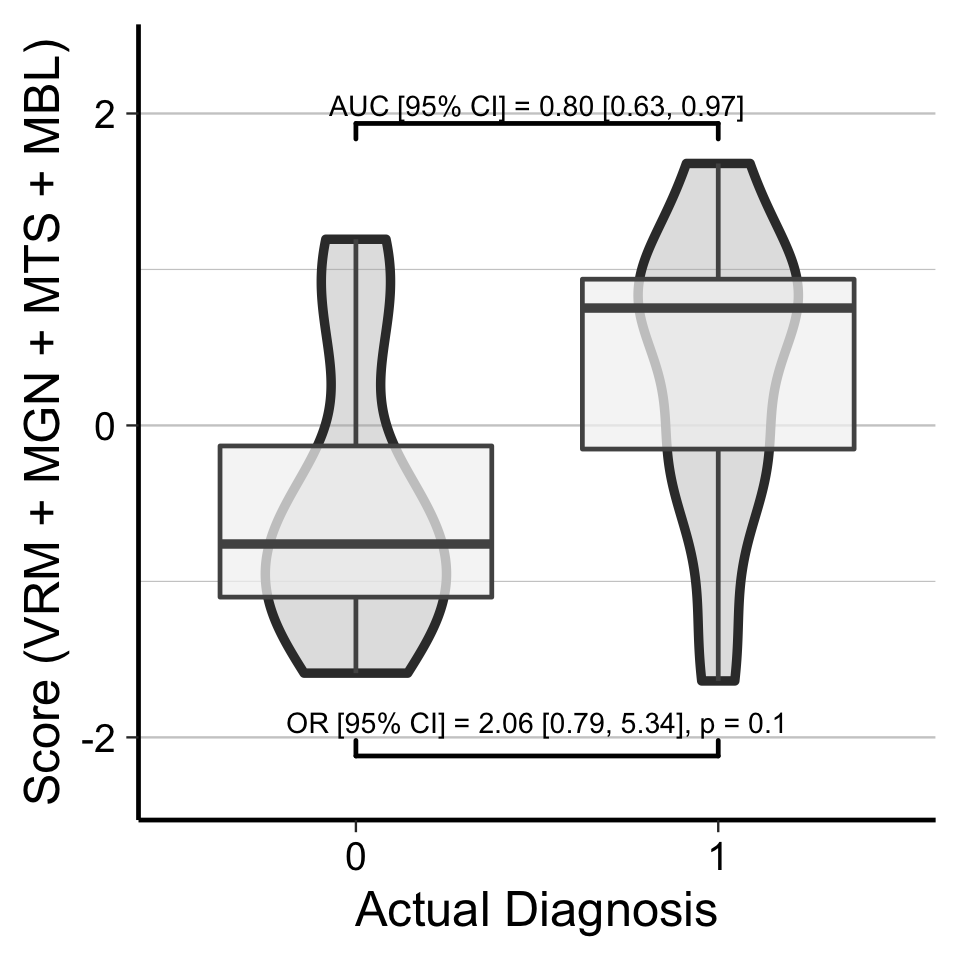 Score (VRM + MGN + MTS + MBL)
2
0
-2
AUC [95% CI] = 0.80 [0.63, 0.97]
OR [95% CI] = 2.06 [0.79, 5.34], p = 0.1
0
1
Actual Diagnosis